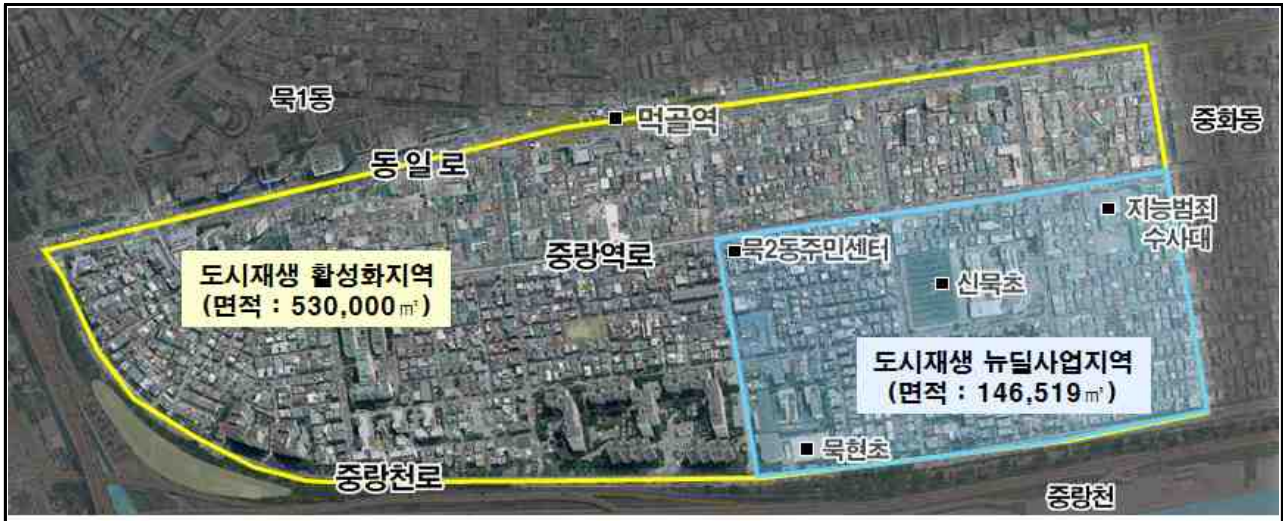 묵1동
먹골역
중화동
동일로
지능범죄
수사대
중랑역로
묵2동주민센터
도시재생 활성화지역
(면적 : 530,000㎡)
신묵초
도시재생 뉴딜사업지역
(면적 : 146,519㎡)
묵현초
중랑천로
중랑천